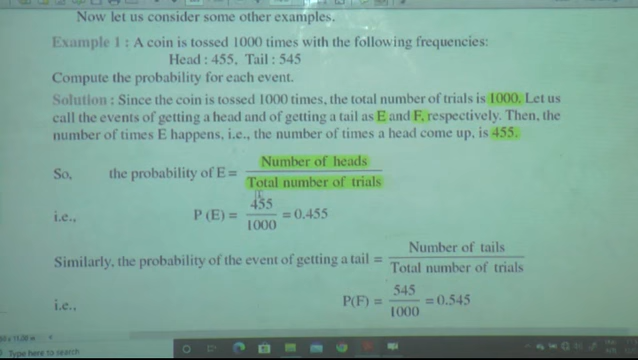 Now let us consider some other examples.
Example 1 : A coin is tossed 1000 times with the following frequencies:
Head : 455, Tail : 545
Compute the probability for each event.
Solution : Since the coin is tossed 1000 times, the total number of trials is 1000. Let us
call the events of getting a head and of getting a tail as E and F, respectively. Then, the
number of times E happens, i.e., the number of times a head come up, is 455.
So, the probability of E = Number of heads
Total number of trials
i.e., P (E) = 455
1000 = 0.455
Similarly, the probability of the event of getting a tail = Number of tails
Total number of trials
i.e., P(F) = 545
1000 = 0.545
Type here to search